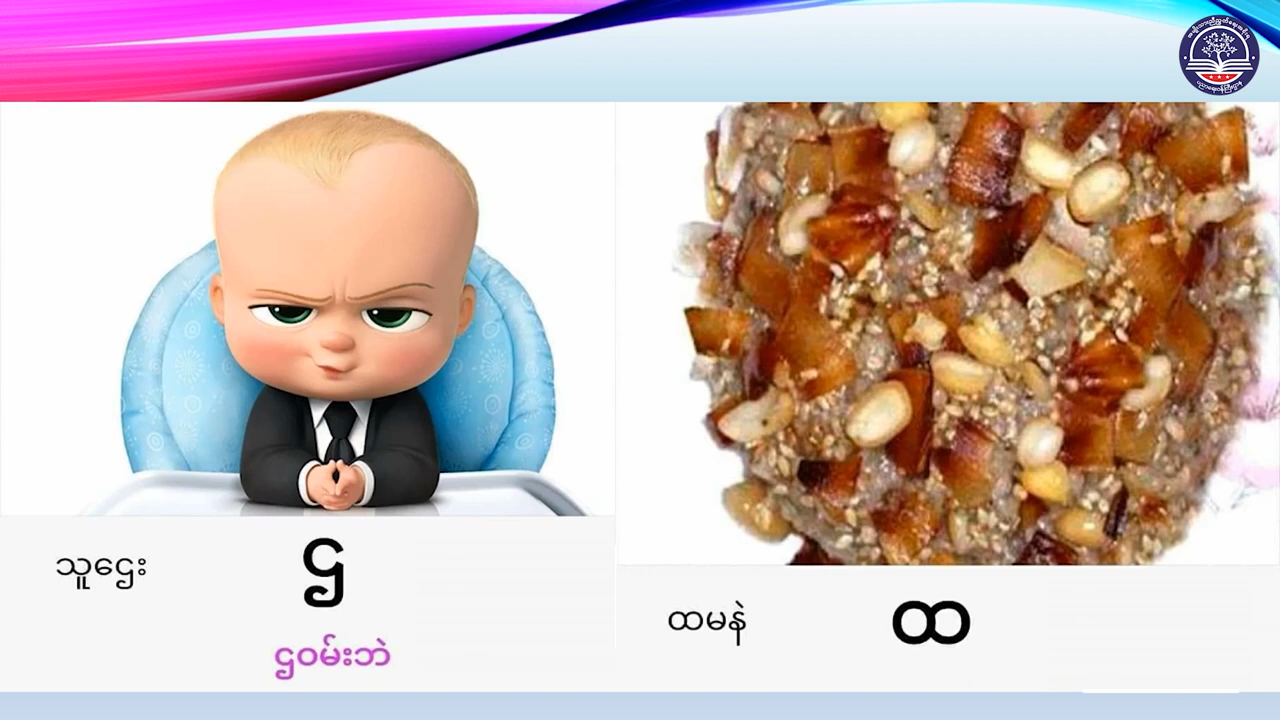 သူဌေး
ဌ
ဌဝမ်းဘဲ
ထမနဲ
ထ